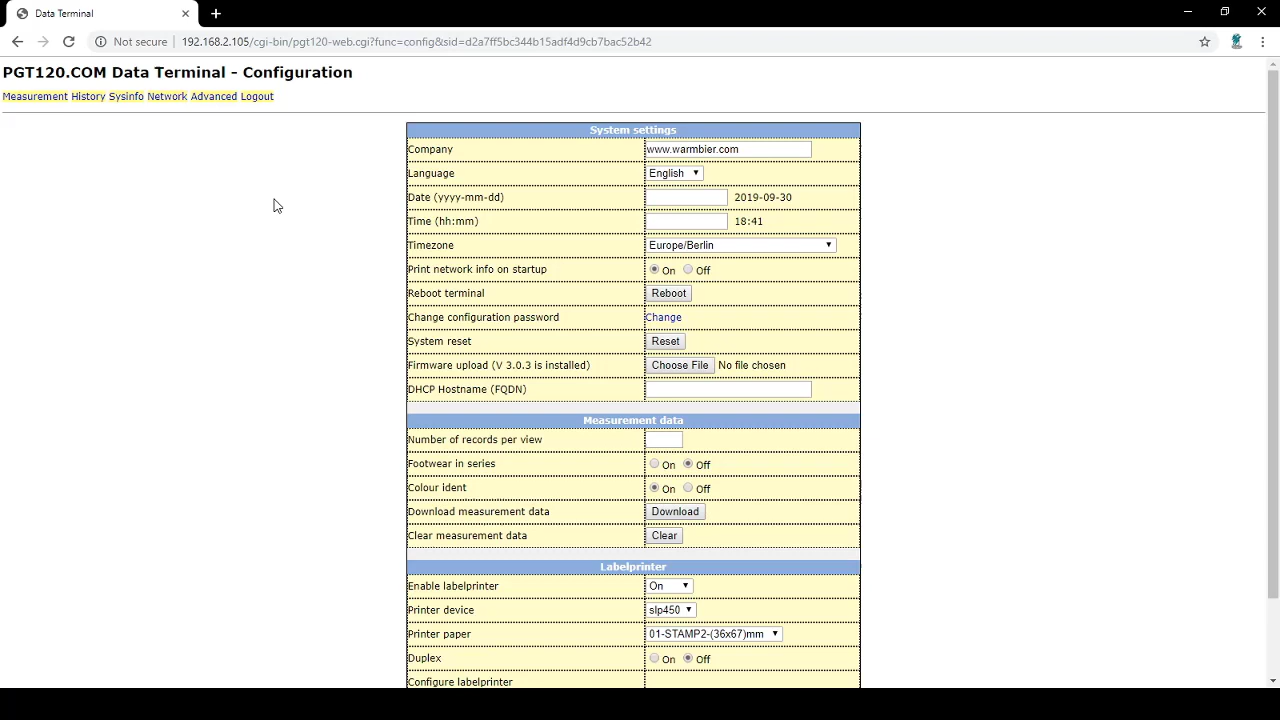 Data Terminal
Not secure 192.168.2.105/cgi-bin/pgt120-web.cgi?func=config&sid=d2a7ff5bc344b15adf4d9cb7bac52b42
PGT120.COM Data Terminal - Configuration
Measurement History Sysinfo Network Advanced Logout
System settings
Company www.warmbier.com
Language English
Date (yyyy-mm-dd) 2019-09-30
Time (hh:mm) 18:41
Timezone Europe/Berlin
Print network info on startup On Off
Reboot terminal Reboot
Change configuration password Change
System reset Reset
Firmware upload (V 3.0.3 is installed) Choose File No file chosen
DHCP Hostname (FQDN)
Measurement data
Number of records per view
Footwear in series On Off
Colour ident On Off
Download measurement data Download
Clear measurement data Clear
Labelprinter
Enable labelprinter On
Printer device slp450
Printer paper 01-STAMP2-(36x67)mm
Duplex On Off
Configure labelprinter